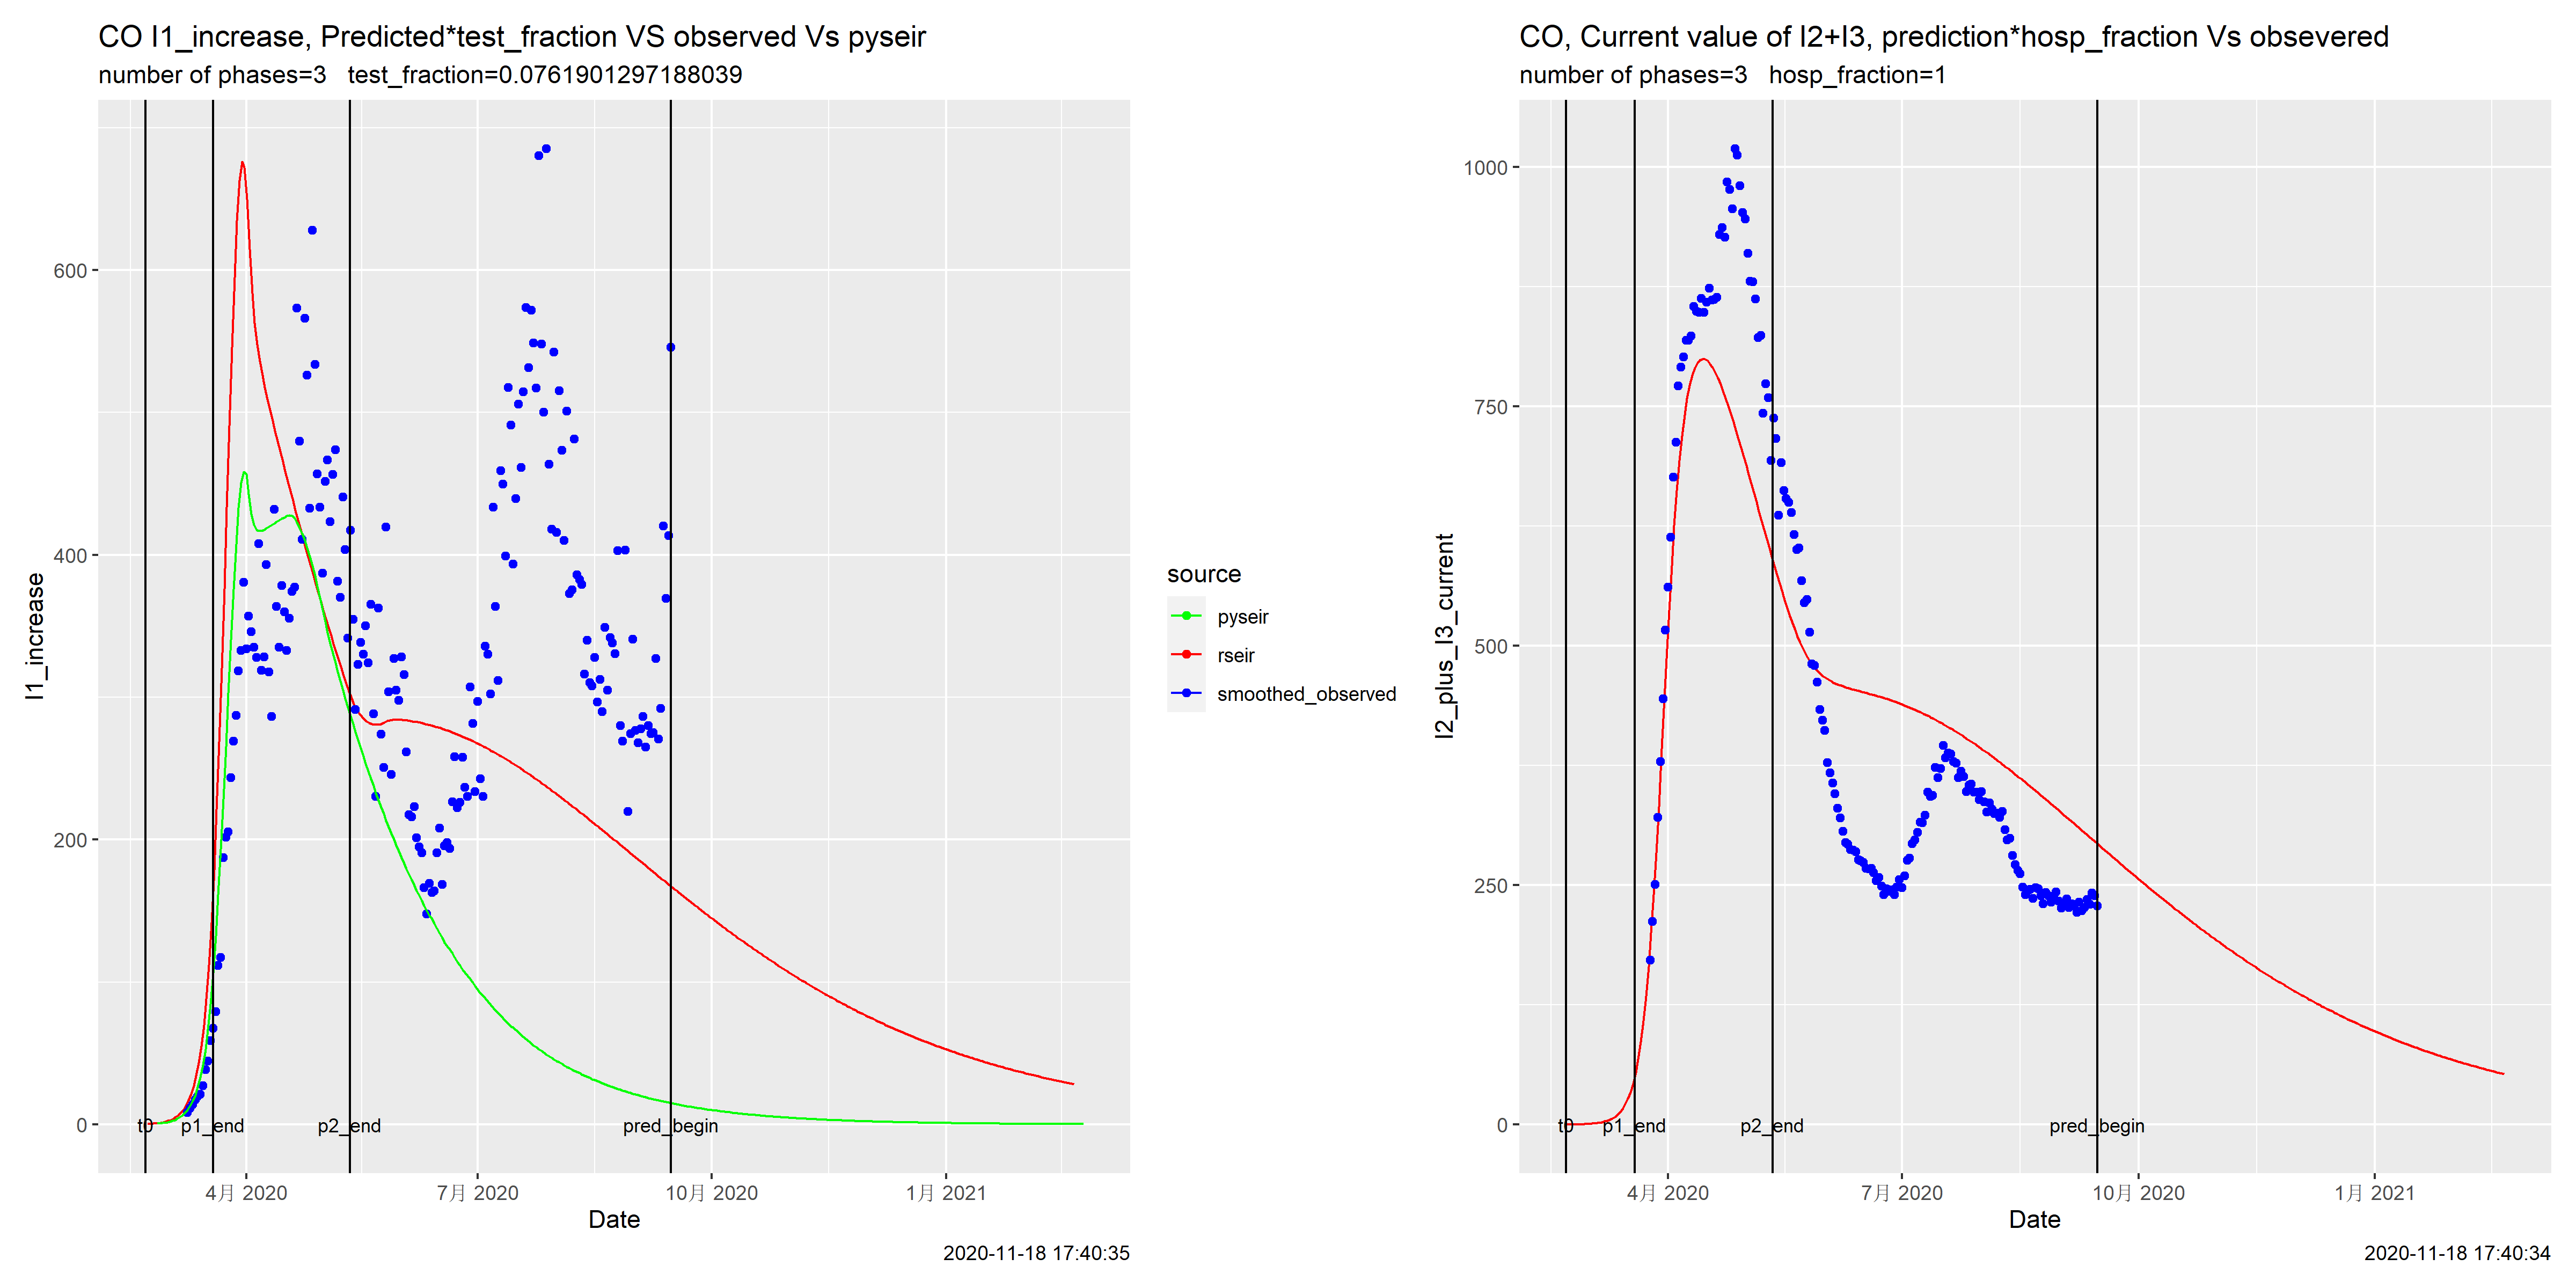 CO I1_increase, Predicted*test_fraction VS observed Vs pyseir
number of phases=3   test_fraction=0.0761901297188039
I1_increase
600
400
200
0
t0
p1_end
p2_end
pred_begin
4月 2020
7月 2020
10月 2020
1月 2021
Date
2020-11-18 17:40:35
source
pyseir
rseir
smoothed_observed
CO, Current value of I2+I3, prediction*hosp_fraction Vs obsevered
number of phases=3   hosp_fraction=1
I2_plus_I3_current
1000
750
500
250
0
t0
p1_end
p2_end
pred_begin
4月 2020
7月 2020
10月 2020
1月 2021
Date
2020-11-18 17:40:34